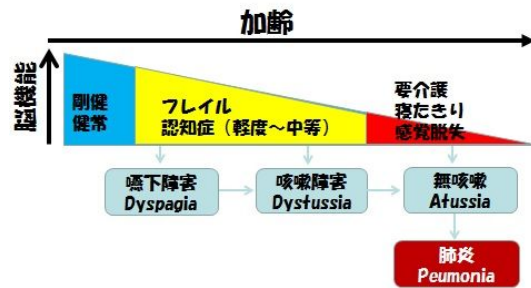 加齢
脳機能
剛健
健常
フレイル
認知症（軽度～中等）
要介護
寝たきり
感覚脱失
嚥下障害
Dyspagia
咳嗽障害
Dystussia
無咳嗽
Atussia
肺炎
Peumonia